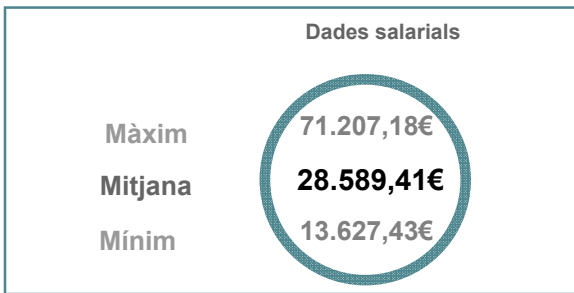 Dades salarials
Màxim 71.207,18€
Mitjana 28.589,41€
Mínim 13.627,43€